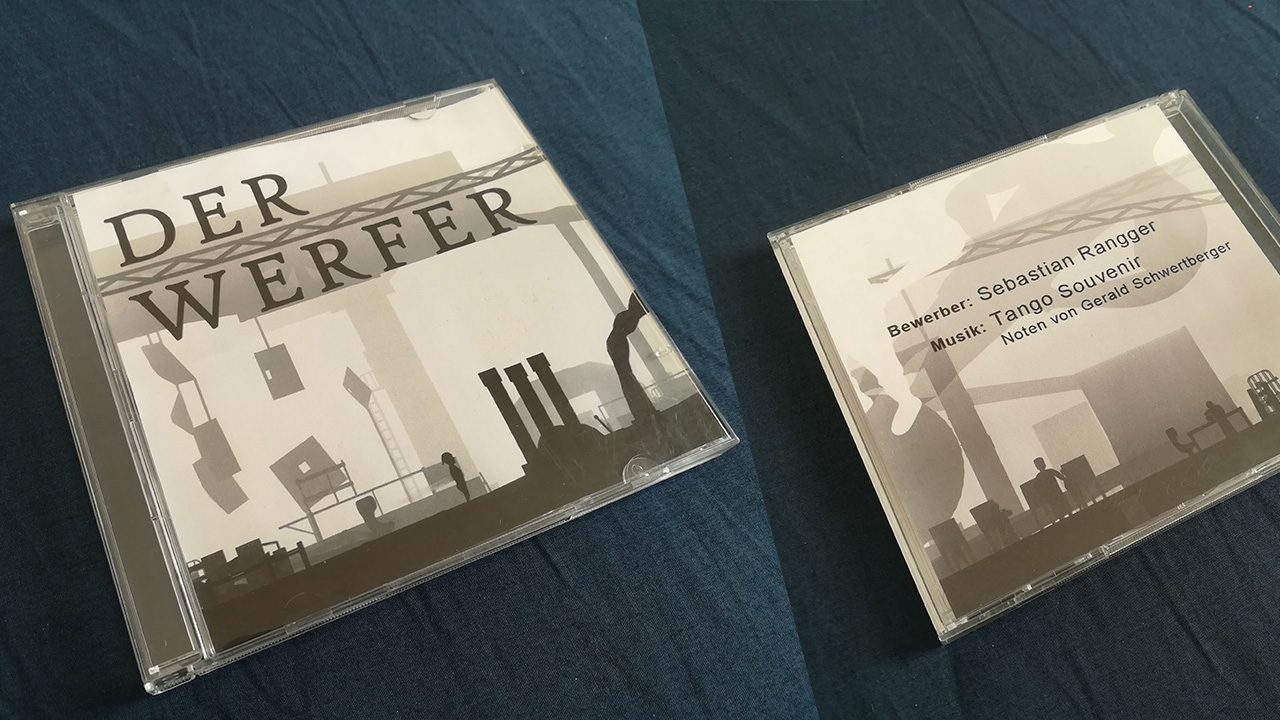 DER
WERFER
Bewerber: Sebastian Rangger
Musik: Tango Souvenir
Noten von Gerald Schwertberger